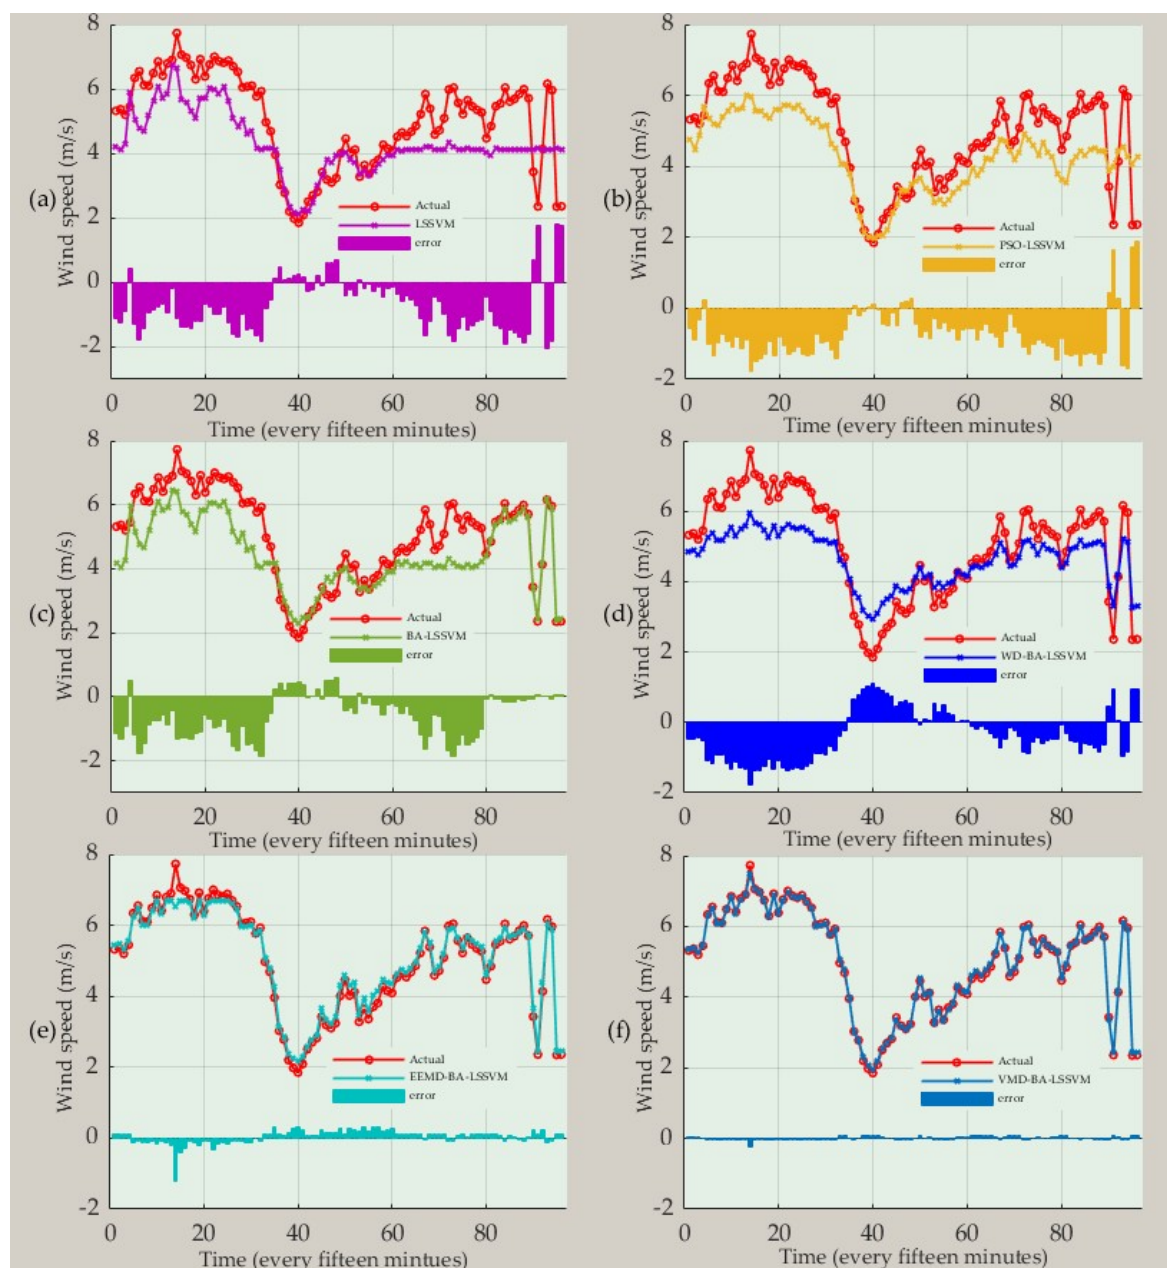 8
6
4
2
0
-2
Wind speed (m/s)
(a)
Actual
LSSVM
error
0 20 40 60 80
Time (every fifteen minutes)
8
6
4
2
0
-2
Wind speed (m/s)
(b)
Actual
PSO-LSSVM
error
0 20 40 60 80
Time (every fifteen minutes)
8
6
4
2
0
-2
Wind speed (m/s)
(c)
Actual
BA-LSSVM
error
0 20 40 60 80
Time (every fifteen minutes)
8
6
4
2
0
-2
Wind speed (m/s)
(d)
Actual
WD-BA-LSSVM
error
0 20 40 60 80
Time (every fifteen minutes)
8
6
4
2
0
-2
Wind speed (m/s)
(e)
Actual
EEMD-BA-LSSVM
error
0 20 40 60 80
Time (every fifteen mintues)
8
6
4
2
0
-2
Wind speed (m/s)
(f)
Actual
VMD-BA-LSSVM
error
0 20 40 60 80
Time (every fifteen minutes)